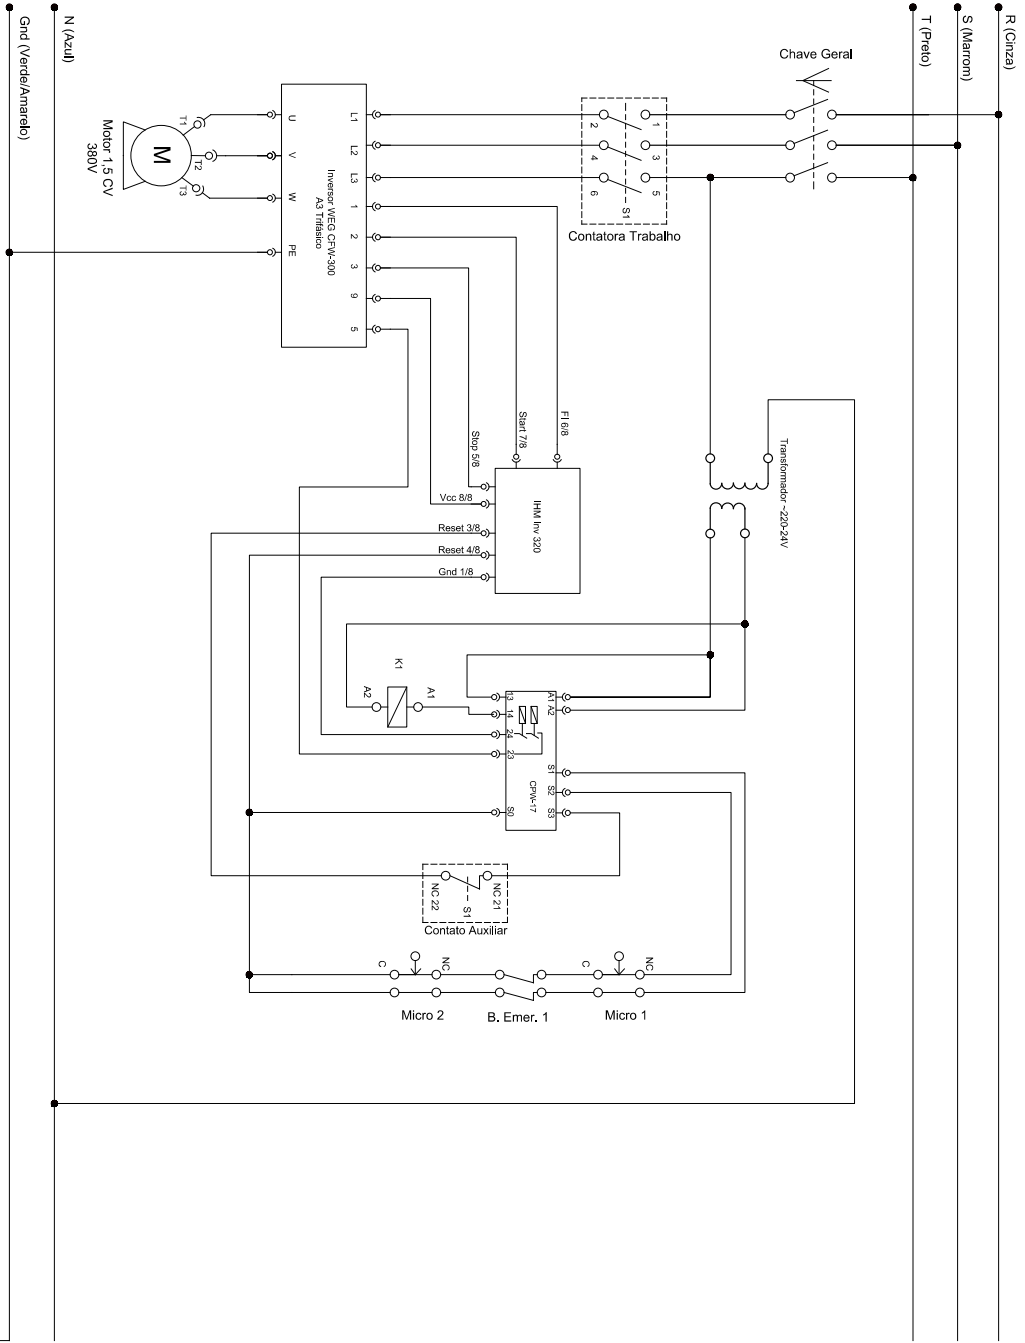 R (Cinza)
S (Marrom)
T (Preto)
N (Azul)
Gnd (Verde/Amarelo)
Chave Geral
1
3
5
2
4
6
S1
Contatora Trabalho
L1
L2
L3
1
2
3
9
5
U
V
W
PE
Inversor WEG CFW-300
A3 Trifásico
T1
T2
T3
M
Motor 1,5 CV
380V
Transformador ~220-24V
FI 6/8
Start 7/8
Stop 5/8
Vcc 8/8
Reset 3/8
Reset 4/8
Gnd 1/8
IHM Inv 320
K1
A1
A2
13
14
24
23
S0
A1
A2
S1
S2
S3
CPW-17
NC 21
NC 22
S1
Contato Auxiliar
C
NC
C
NC
Micro 2
B. Emer. 1
Micro 1